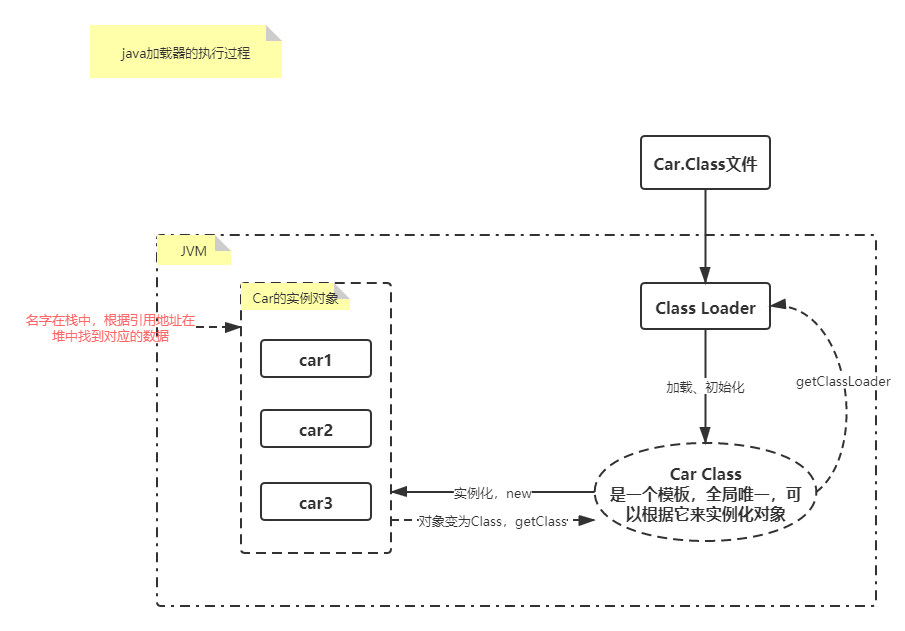 java加载器的执行过程
Car.Class文件
JVM
Car的实例对象
Class Loader
名字在栈中，根据引用地址在
堆中找到对应的数据
car1
加载、初始化
getClassLoader
car2
Car Class
是一个模板，全局唯一，可
以根据它来实例化对象
实例化，new
car3
对象变为Class，getClass